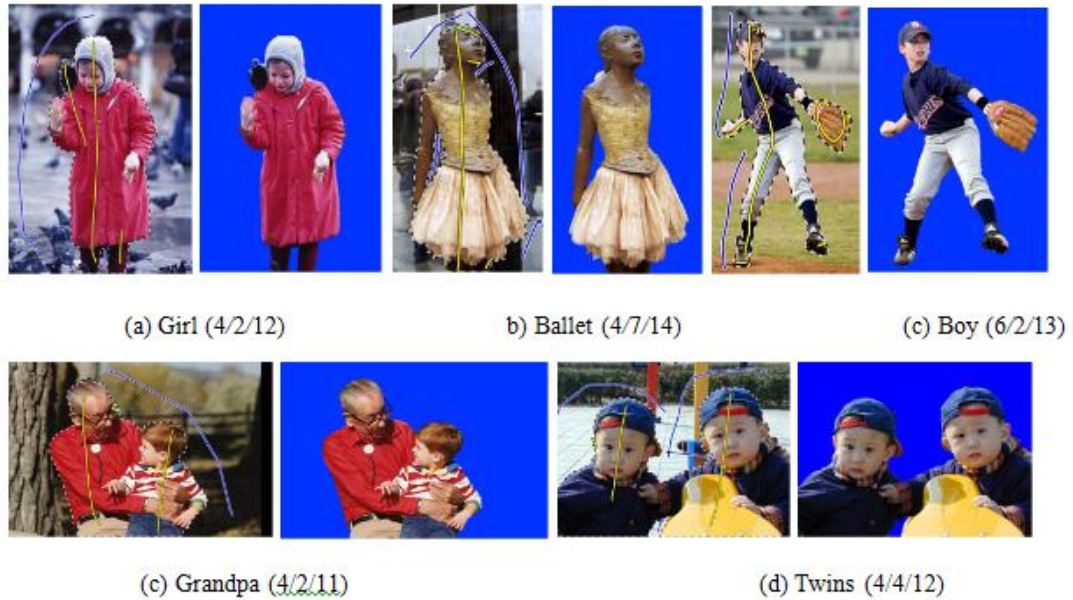 (a) Girl (4/2/12)
b) Ballet (4/7/14)
(c) Boy (6/2/13)
(c) Grandpa (4/2/11)
(d) Twins (4/4/12)